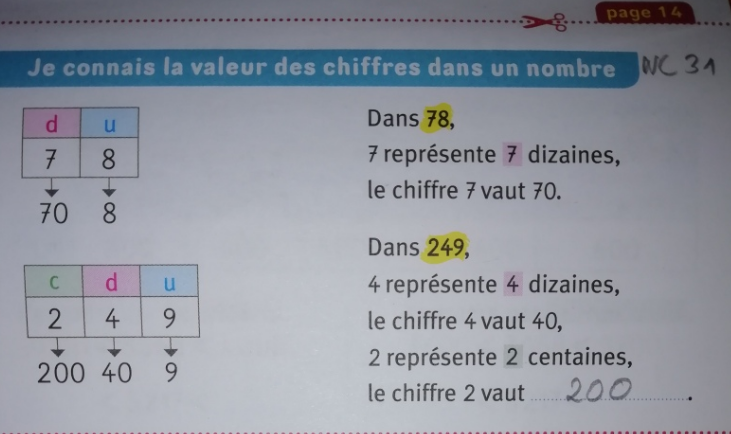 page 14
Je connais la valeur des chiffres dans un nombre NC 31
d u
7 8
70 8
Dans 78,
7 représente 7 dizaines,
le chiffre 7 vaut 70.
c d u
2 4 9
200 40 9
Dans 249,
4 représente 4 dizaines,
le chiffre 4 vaut 40,
2 représente 2 centaines,
le chiffre 2 vaut 200.